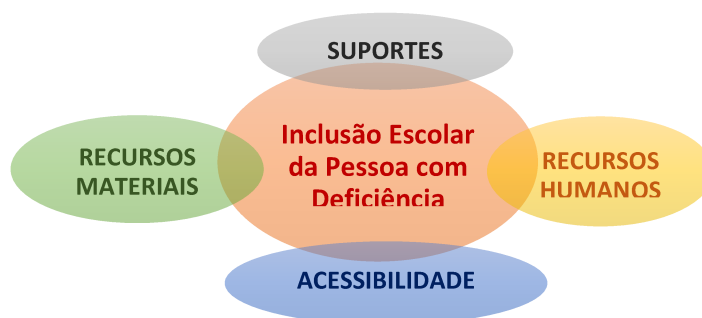 SUPORTES
Inclusão Escolar
da Pessoa com
Deficiência
RECURSOS
MATERIAIS
RECURSOS
HUMANOS
ACESSIBILIDADE